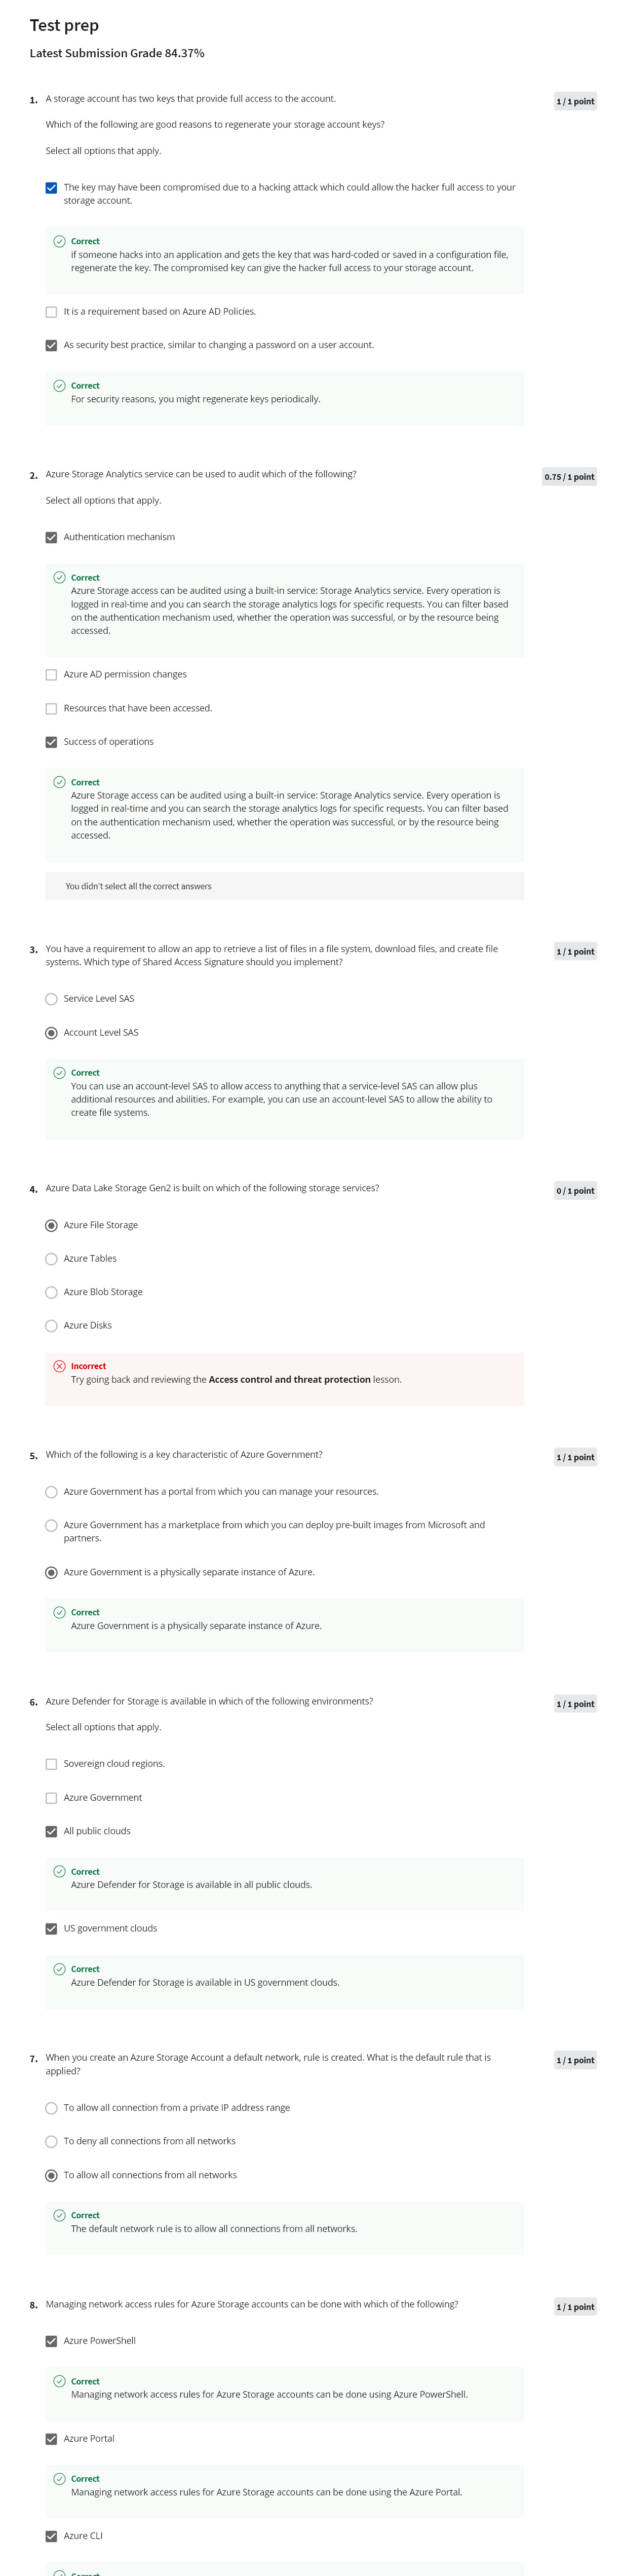 Test prep
Latest Submission Grade 84.37%
1. A storage account has two keys that provide full access to the account.
1 / 1 point
Which of the following are good reasons to regenerate your storage account keys?
Select all options that apply.
The key may have been compromised due to a hacking attack which could allow the hacker full access to your
storage account.
Correct
if someone hacks into an application and gets the key that was hard-coded or saved in a configuration file,
regenerate the key. The compromised key can give the hacker full access to your storage account.
It is a requirement based on Azure AD Policies.
As security best practice, similar to changing a password on a user account.
Correct
For security reasons, you might regenerate keys periodically.
2. Azure Storage Analytics service can be used to audit which of the following?
0.75 / 1 point
Select all options that apply.
Authentication mechanism
Correct
Azure Storage access can be audited using a built-in service: Storage Analytics service. Every operation is
logged in real-time and you can search the storage analytics logs for specific requests. You can filter based
on the authentication mechanism used, whether the operation was successful, or by the resource being
accessed.
Azure AD permission changes
Resources that have been accessed.
Success of operations
Correct
Azure Storage access can be audited using a built-in service: Storage Analytics service. Every operation is
logged in real-time and you can search the storage analytics logs for specific requests. You can filter based
on the authentication mechanism used, whether the operation was successful, or by the resource being
accessed.
You didn't select all the correct answers
3. You have a requirement to allow an app to retrieve a list of files in a file system, download files, and create file
systems. Which type of Shared Access Signature should you implement?
1 / 1 point
Service Level SAS
Account Level SAS
Correct
You can use an account-level SAS to allow access to anything that a service-level SAS can allow plus
additional resources and abilities. For example, you can use an account-level SAS to allow the ability to
create file systems.
4. Azure Data Lake Storage Gen2 is built on which of the following storage services?
0 / 1 point
Azure File Storage
Azure Tables
Azure Blob Storage
Azure Disks
Incorrect
Try going back and reviewing the Access control and threat protection lesson.
5. Which of the following is a key characteristic of Azure Government?
1 / 1 point
Azure Government has a portal from which you can manage your resources.
Azure Government has a marketplace from which you can deploy pre-built images from Microsoft and
partners.
Azure Government is a physically separate instance of Azure.
Correct
Azure Government is a physically separate instance of Azure.
6. Azure Defender for Storage is available in which of the following environments?
1 / 1 point
Select all options that apply.
Sovereign cloud regions.
Azure Government
All public clouds
Correct
Azure Defender for Storage is available in all public clouds.
US government clouds
Correct
Azure Defender for Storage is available in US government clouds.
7. When you create an Azure Storage Account a default network, rule is created. What is the default rule that is
applied?
1 / 1 point
To allow all connection from a private IP address range
To deny all connections from all networks
To allow all connections from all networks
Correct
The default network rule is to allow all connections from all networks.
8. Managing network access rules for Azure Storage accounts can be done with which of the following?
1 / 1 point
Azure PowerShell
Correct
Managing network access rules for Azure Storage accounts can be done using Azure PowerShell.
Azure Portal
Correct
Managing network access rules for Azure Storage accounts can be done using the Azure Portal.
Azure CLI